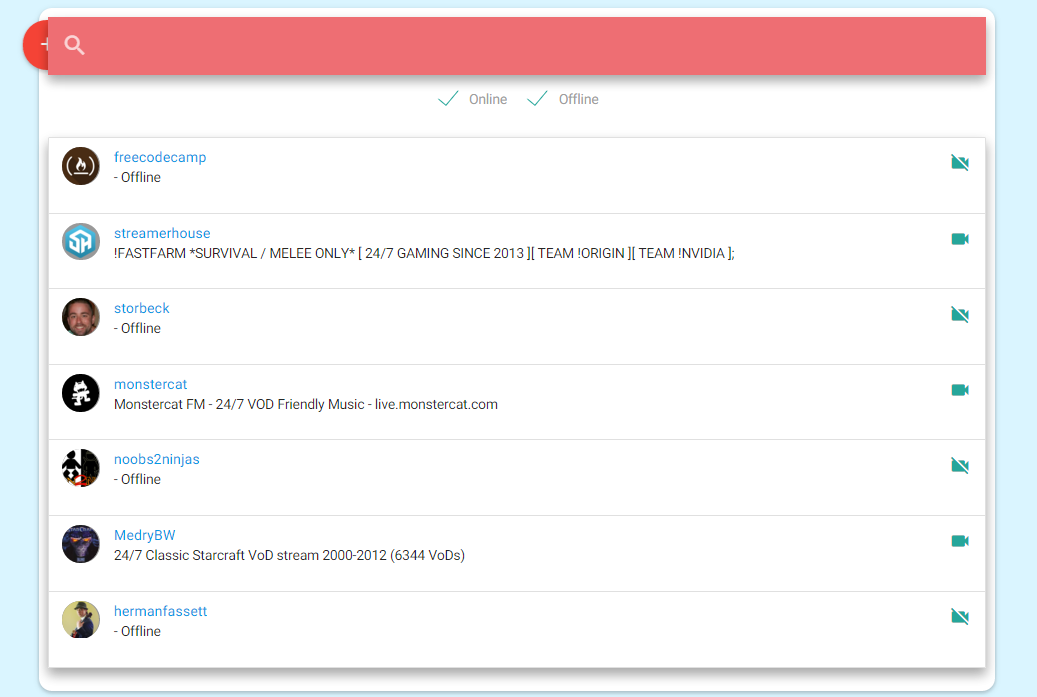 Online Offline
freecodecamp
- Offline
streamerhouse
!FASTFARM *SURVIVAL / MELEE ONLY* [ 24/7 GAMING SINCE 2013 ][ TEAM !ORIGIN ][ TEAM !NVIDIA ];
storbeck
- Offline
monstercat
Monstercat FM - 24/7 VOD Friendly Music - live.monstercat.com
noobs2ninjas
- Offline
MedryBW
24/7 Classic Starcraft VoD stream 2000-2012 (6344 VoDs)
hermanfassett
- Offline